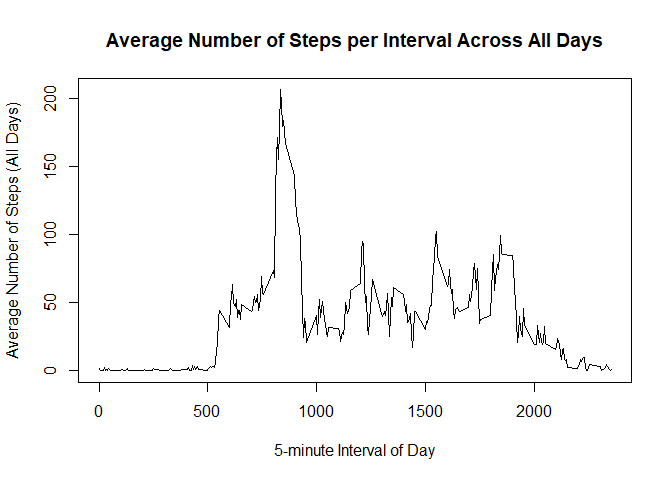 Average Number of Steps per Interval Across All Days
Average Number of Steps (All Days)
200
150
100
50
0
0 500 1000 1500 2000
5-minute Interval of Day